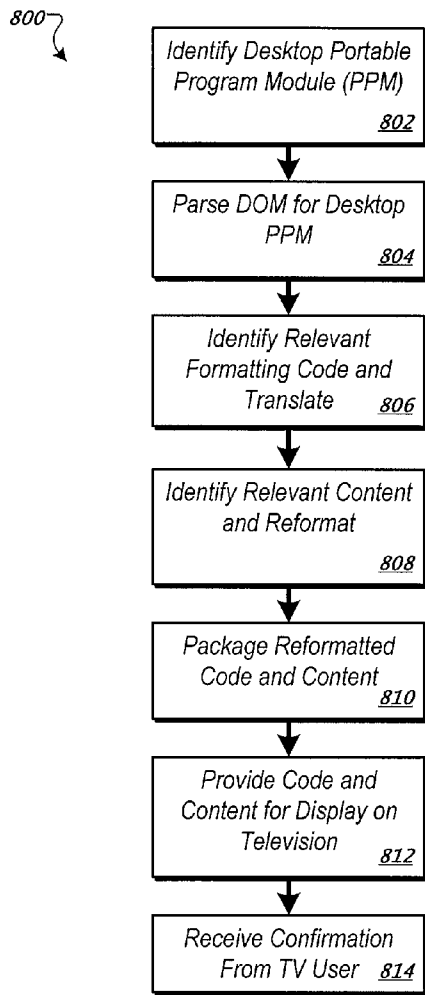 800
Identify Desktop Portable
Program Module (PPM)
802
Parse DOM for Desktop
PPM
804
Identify Relevant
Formatting Code and
Translate
806
Identify Relevant Content
and Reformat
808
Package Reformatted
Code and Content
810
Provide Code and
Content for Display on
Television
812
Receive Confirmation
From TV User
814